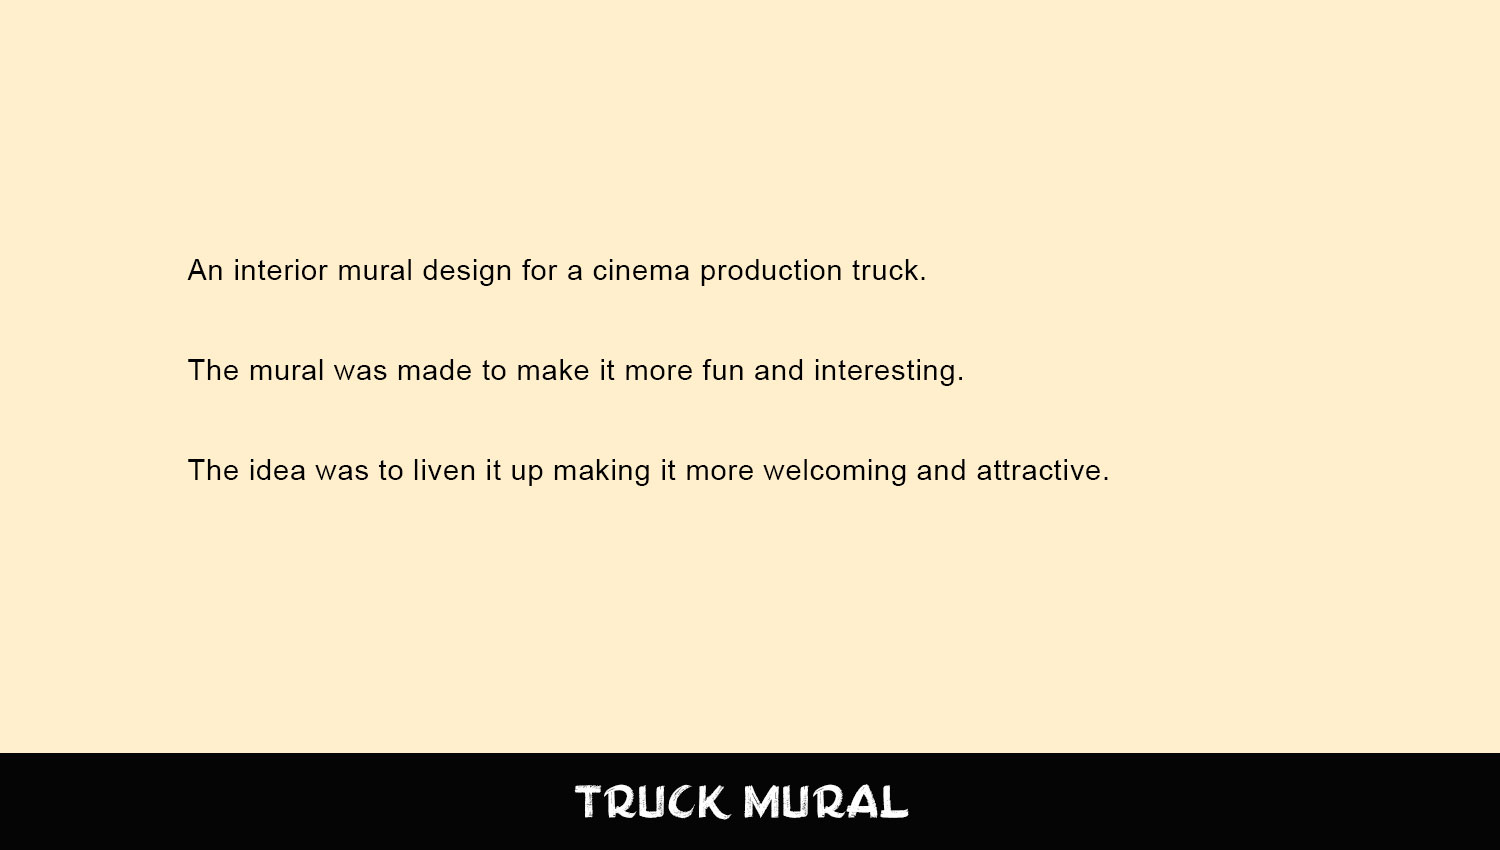 An interior mural design for a cinema production truck.
The mural was made to make it more fun and interesting.
The idea was to liven it up making it more welcoming and attractive.
TRUCK MURAL